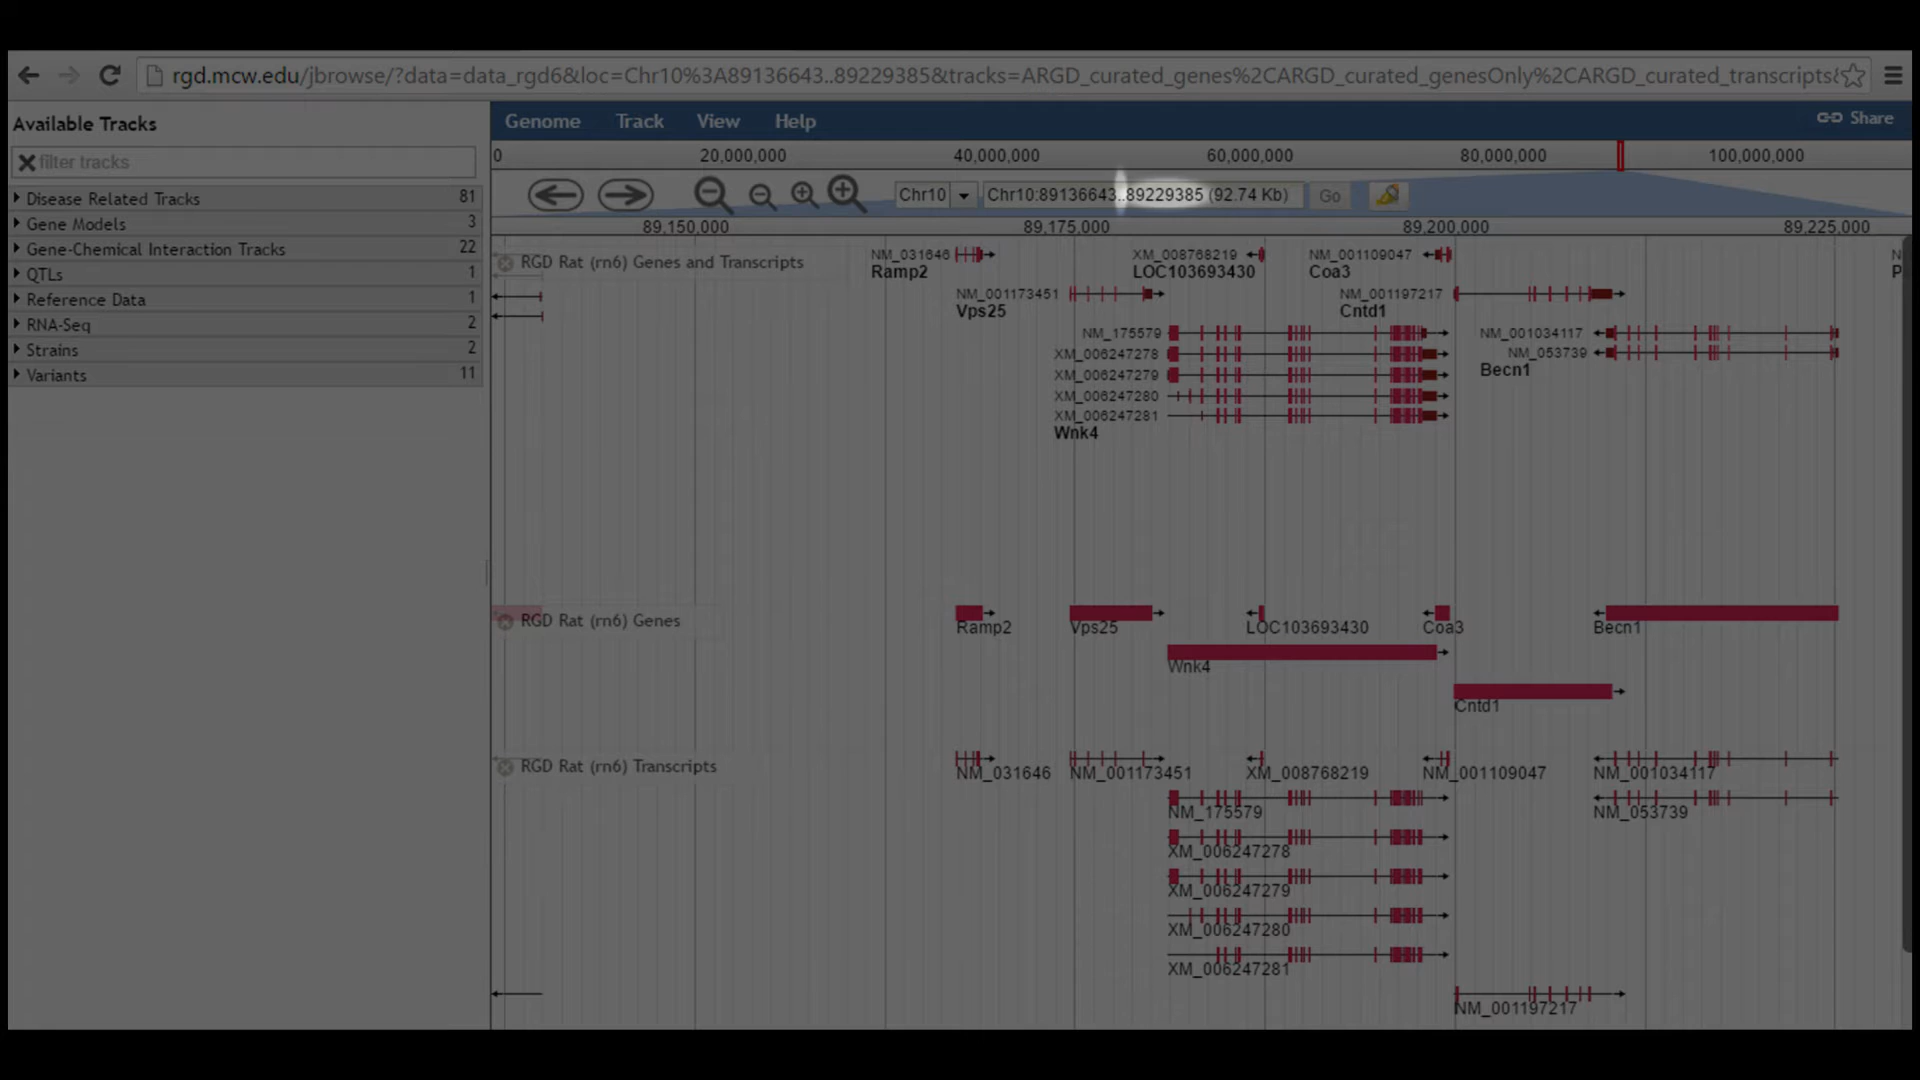 rgd.mcw.edu/jbrowse/?data=data_rgd6&loc=Chr10%3A89136643..89229385&tracks=ARGD_curated_genes%2CARGD_curated_genesOnly%2CARGD_curated_transcripts
Available Tracks
filter tracks
Disease Related Tracks 81
Gene Models 3
Gene-Chemical Interaction Tracks 22
QTLs 1
Reference Data 1
RNA-Seq 2
Strains 2
Variants 11
Genome Track View Help Share
0 20,000,000 40,000,000 60,000,000 80,000,000 100,000,000
Chr10 Chr10:89136643..89229385 (92.74 Kb) Go
89,150,000 89,175,000 89,200,000 89,225,000
RGD Rat (rn6) Genes and Transcripts
NM_031646 XM_008768219 NM_001109047 N
Ramp2 LOC103693430 Coa3 P
NM_001173451 NM_001197217
Vps25 Cntd1
NM_175579 NM_001034117
XM_006247278 NM_053739
XM_006247279 Becn1
XM_006247280
XM_006247281
Wnk4
RGD Rat (rn6) Genes
Ramp2 Vps25 LOC103693430 Coa3 Becn1
Wnk4
Cntd1
RGD Rat (rn6) Transcripts
NM_031646 NM_001173451 XM_008768219 NM_001109047 NM_001034117
NM_175579 NM_053739
XM_006247278
XM_006247279
XM_006247280
XM_006247281
NM_001197217